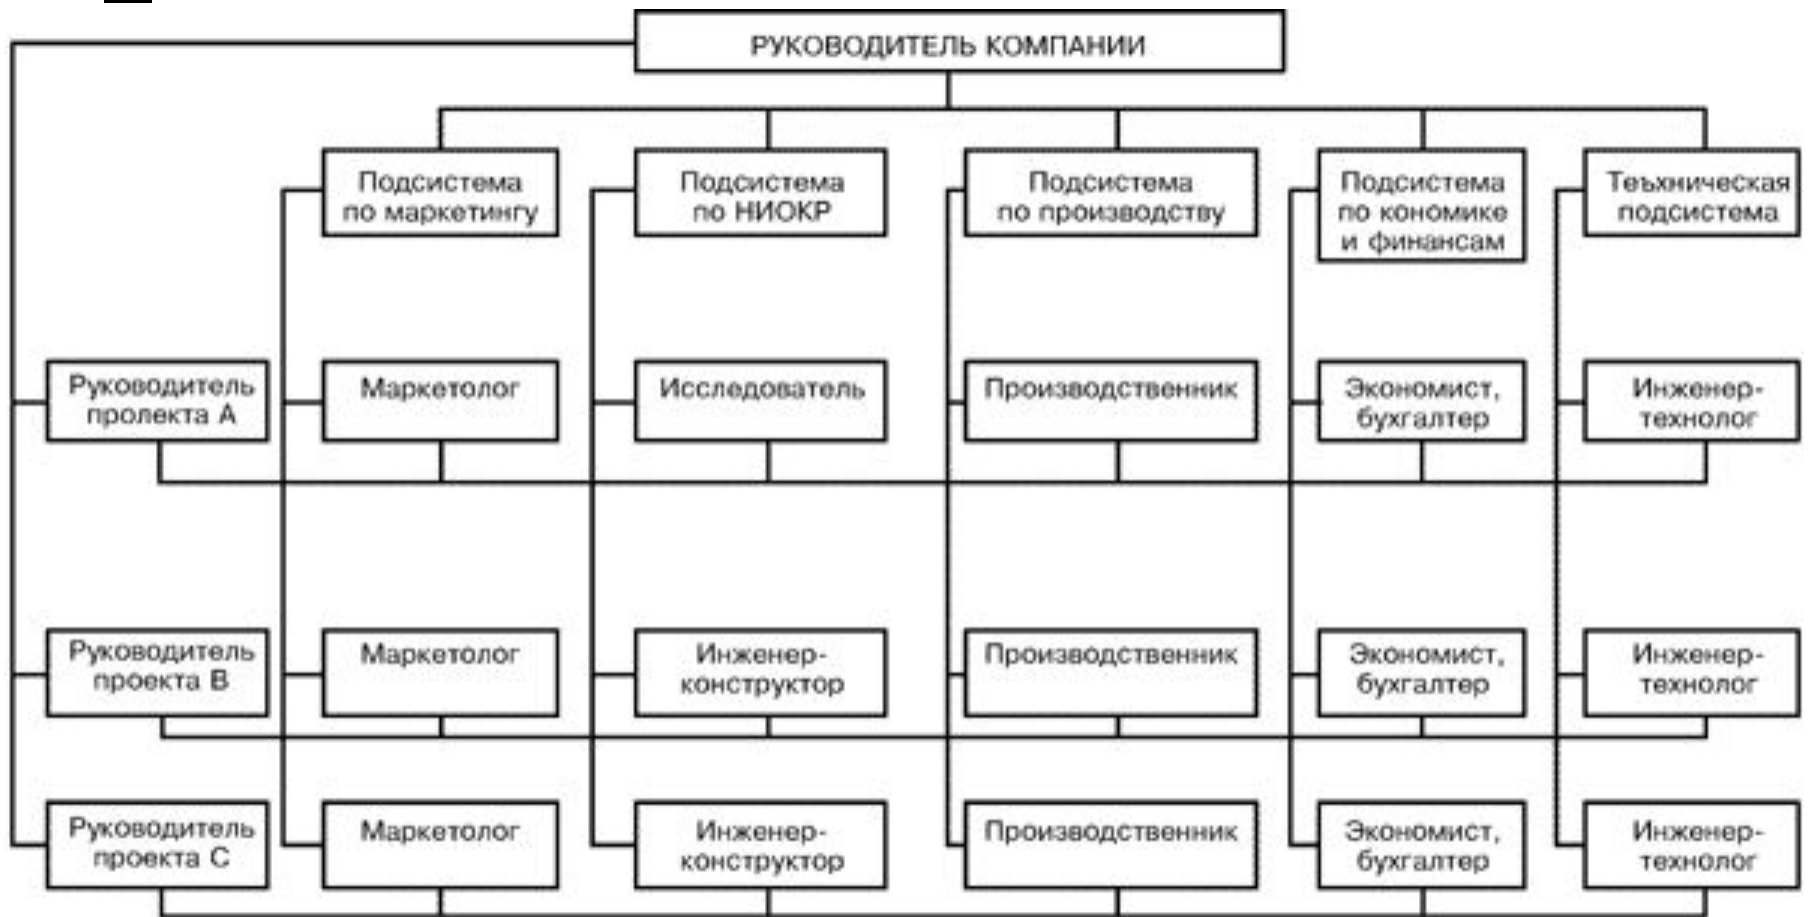 РУКОВОДИТЕЛЬ КОМПАНИИ
Подсистема
по маркетингу
Подсистема
по НИОКР
Подсистема
по производству
Подсистема
по кономике
и финансам
Теъхническая
подсистема
Руководитель
пролекта А
Маркетолог
Исследователь
Производственник
Экономист,
бухгалтер
Инженер-
технолог
Руководитель
проекта В
Маркетолог
Инженер-
конструктор
Производственник
Экономист,
бухгалтер
Инженер-
технолог
Руководитель
проекта С
Маркетолог
Инженер-
конструктор
Производственник
Экономист,
бухгалтер
Инженер-
технолог